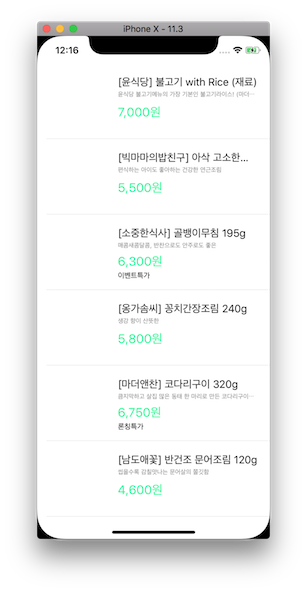 iPhone X - 11.3
12:16
[윤식당] 불고기 with Rice (재료)
윤식당 불고기메뉴의 가장 기본인 불고기라이스! (마더…
7,000원
[빅마마의밥친구] 아삭 고소한…
편식하는 아이도 좋아하는 건강한 연근조림
5,500원
[소중한식사] 골뱅이무침 195g
매콤새콤달콤, 반찬으로도 안주로도 좋은
6,300원
이벤트특가
[옹가솜씨] 꽁치간장조림 240g
생강 향이 산뜻한
5,800원
[마더앤찬] 코다리구이 320g
큼지막하고 살집 많은 동태 한 마리로 만든 코다리구이…
6,750원
론칭특가
[남도애꽃] 반건조 문어조림 120g
씹을수록 감칠맛나는 문어살의 쫄깃함
4,600원